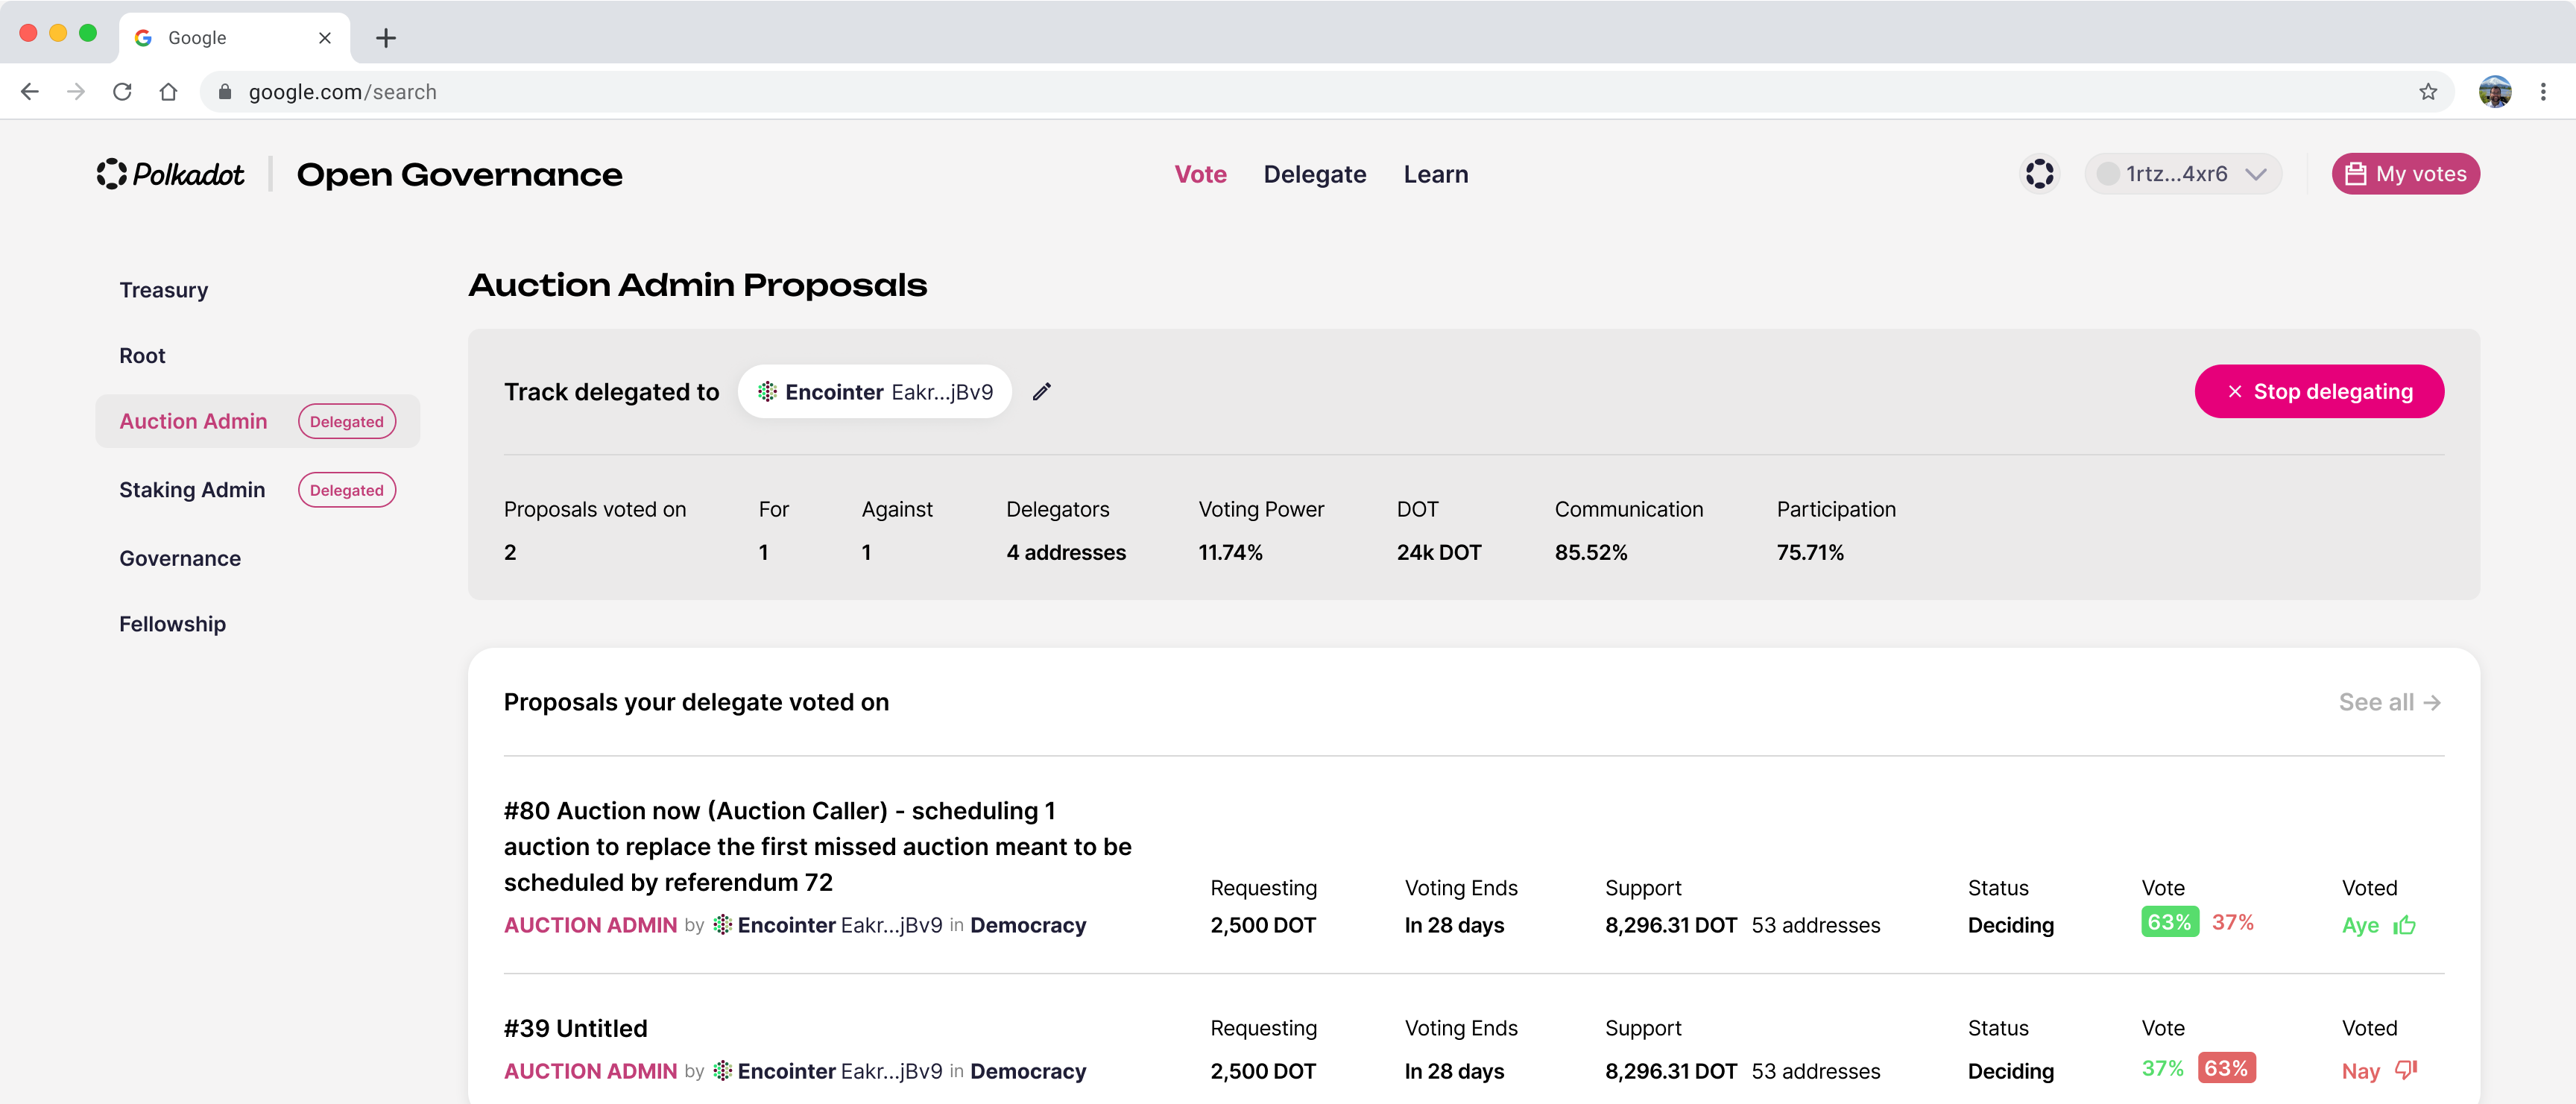 Google
google.com/search
Polkadot
Open Governance
Vote
Delegate
Learn
1rtz...4xr6
My votes
Treasury
Root
Auction Admin Delegated
Staking Admin Delegated
Governance
Fellowship
Auction Admin Proposals
Track delegated to Encointer Eakr...jBv9
Stop delegating
Proposals voted on For Against Delegators Voting Power DOT Communication Participation
2 1 1 4 addresses 11.74% 24k DOT 85.52% 75.71%
Proposals your delegate voted on
See all
#80 Auction now (Auction Caller) - scheduling 1
auction to replace the first missed auction meant to be
scheduled by referendum 72
AUCTION ADMIN by Encointer Eakr...jBv9 in Democracy
Requesting Voting Ends Support Status Vote Voted
2,500 DOT In 28 days 8,296.31 DOT 53 addresses Deciding 63% 37% Aye
#39 Untitled
AUCTION ADMIN by Encointer Eakr...jBv9 in Democracy
Requesting Voting Ends Support Status Vote Voted
2,500 DOT In 28 days 8,296.31 DOT 53 addresses Deciding 37% 63% Nay